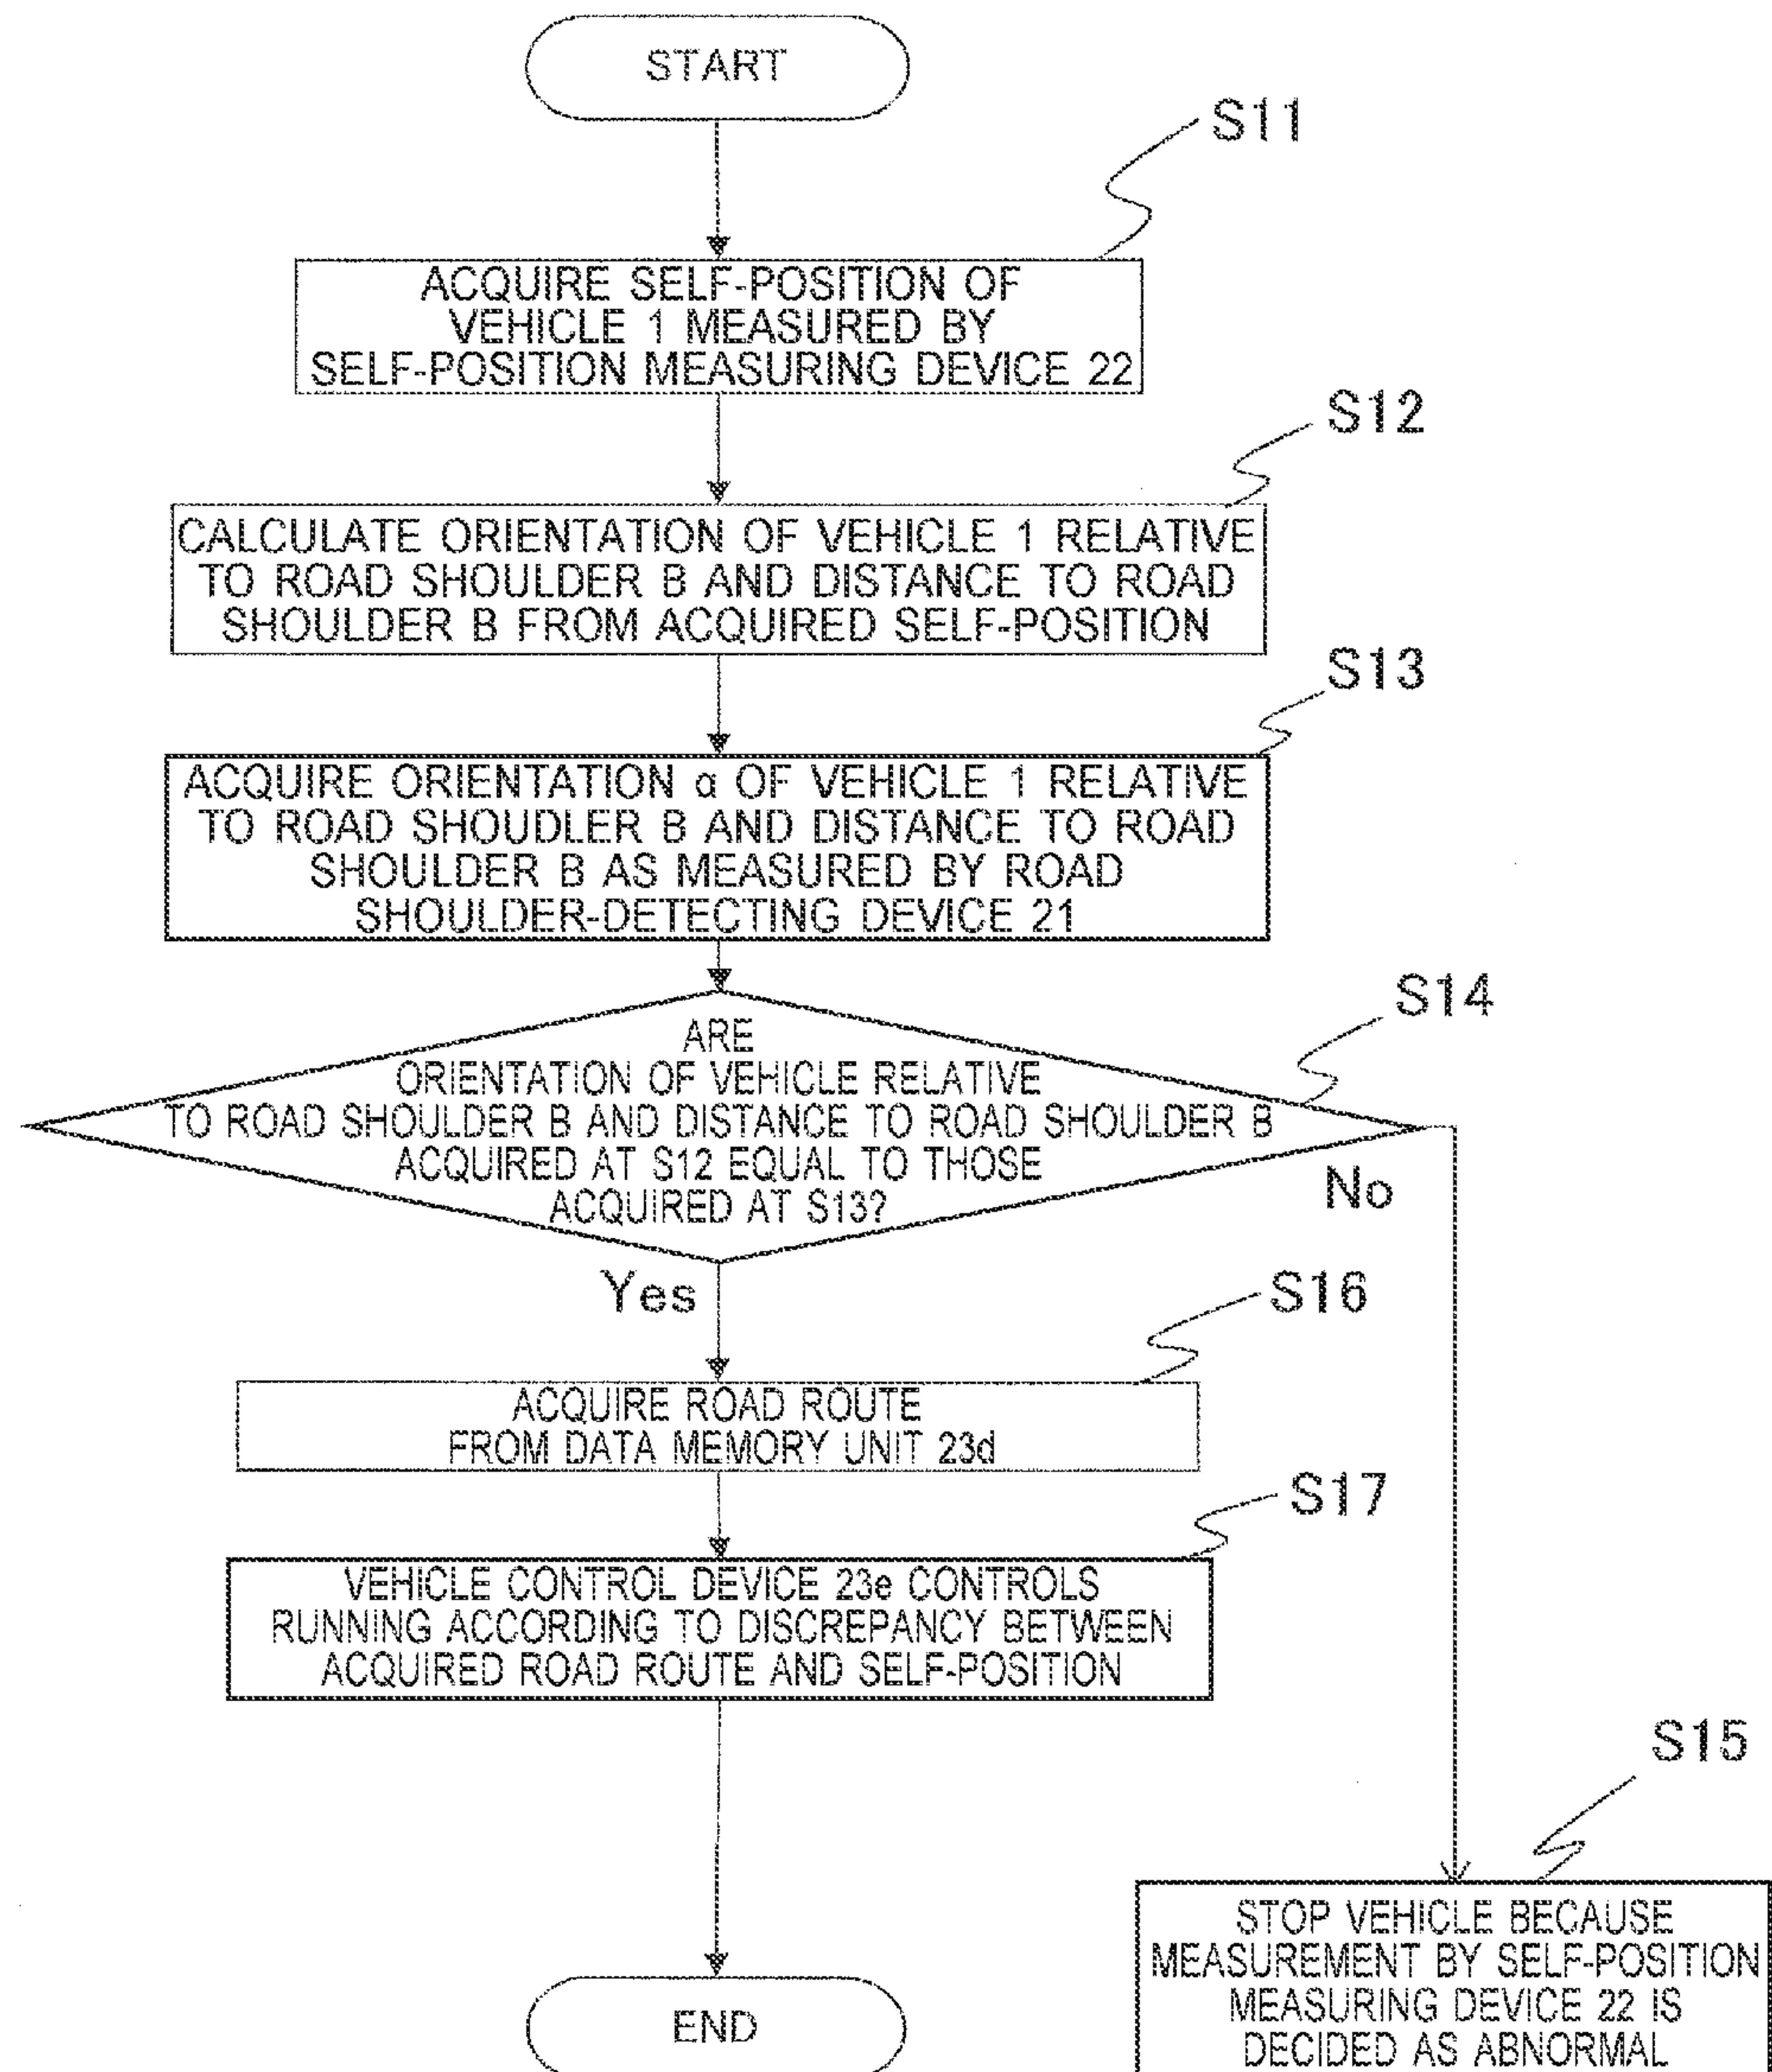 START
S11
ACQUIRE SELF-POSITION OF
VEHICLE 1 MEASURED BY
SELF-POSITION MEASURING DEVICE 22
S12
CALCULATE ORIENTATION OF VEHICLE 1 RELATIVE
TO ROAD SHOULDER B AND DISTANCE TO ROAD
SHOULDER B FROM ACQUIRED SELF-POSITION
S13
ACQUIRE ORIENTATION α OF VEHICLE 1 RELATIVE
TO ROAD SHOUDLER B AND DISTANCE TO ROAD
SHOULDER B AS MEASURED BY ROAD
SHOULDER-DETECTING DEVICE 21
S14
ARE
ORIENTATION OF VEHICLE RELATIVE
TO ROAD SHOULDER B AND DISTANCE TO ROAD SHOULDER B
ACQUIRED AT S12 EQUAL TO THOSE
ACQUIRED AT S13?
No
Yes
S16
ACQUIRE ROAD ROUTE
FROM DATA MEMORY UNIT 23d
S17
VEHICLE CONTROL DEVICE 23e CONTROLS
RUNNING ACCORDING TO DISCREPANCY BETWEEN
ACQUIRED ROAD ROUTE AND SELF-POSITION
S15
STOP VEHICLE BECAUSE
MEASUREMENT BY SELF-POSITION
MEASURING DEVICE 22 IS
DECIDED AS ABNORMAL
END